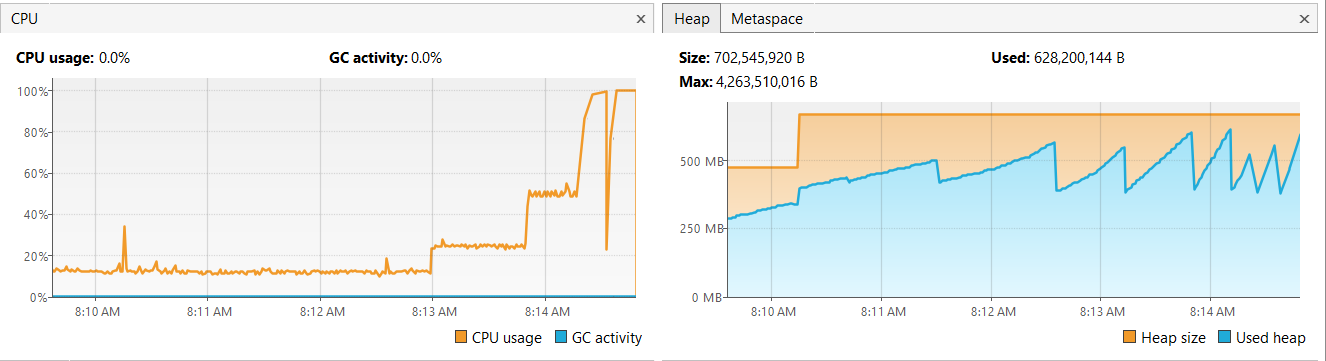 CPU ×
CPU usage: 0.0% GC activity: 0.0%
100%
80%
60%
40%
20%
0%
8:10 AM 8:11 AM 8:12 AM 8:13 AM 8:14 AM
CPU usage GC activity
Heap Metaspace ×
Size: 702,545,920 B Used: 628,200,144 B
Max: 4,263,510,016 B
500 MB
250 MB
0 MB
8:10 AM 8:11 AM 8:12 AM 8:13 AM 8:14 AM
Heap size Used heap